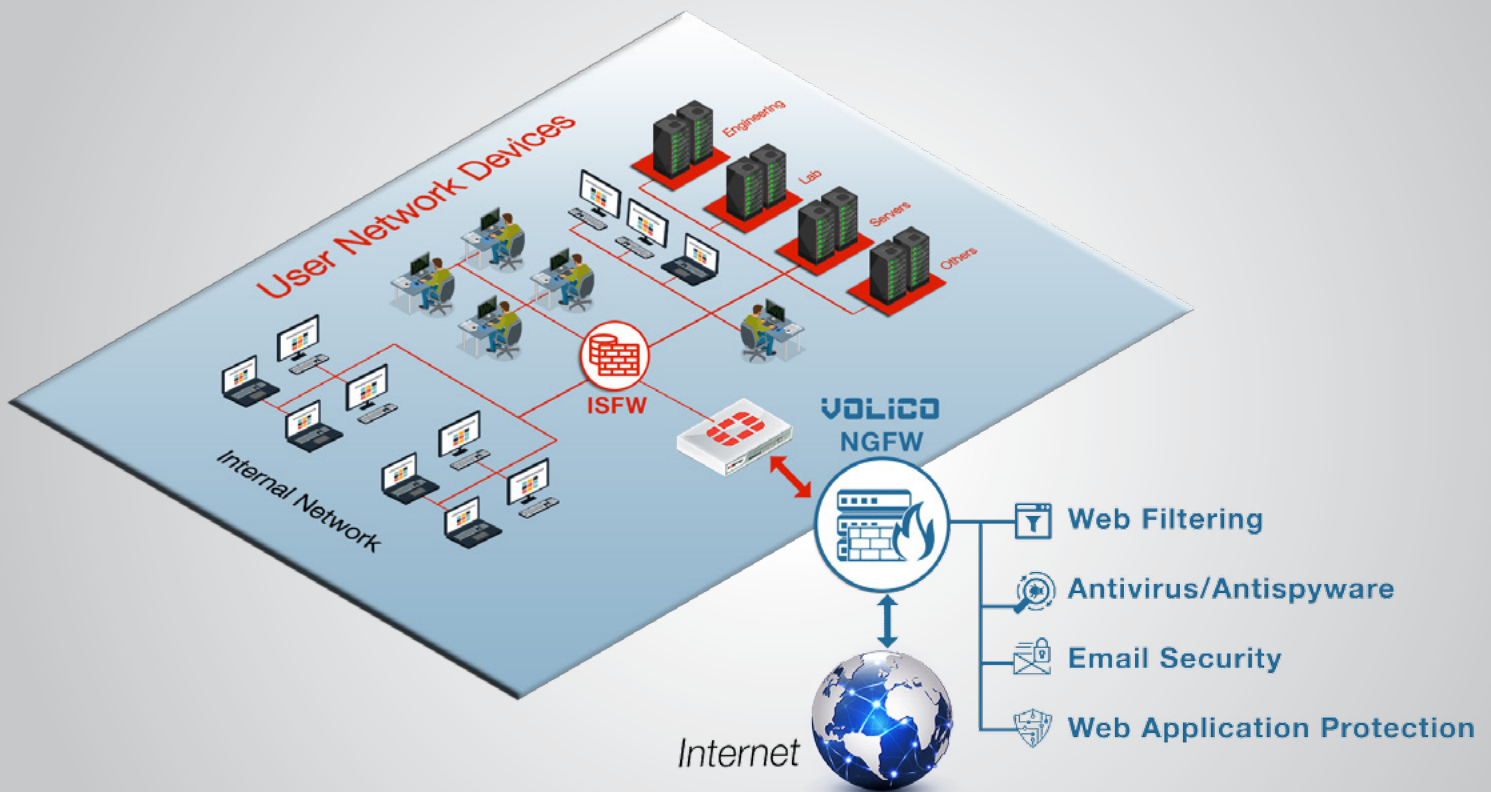 User Network Devices
Engineering
Lab
Servers
Others
ISFW
Internal Network
VOLICO
NGFW
Web Filtering
Antivirus/Antispyware
Email Security
Web Application Protection
Internet